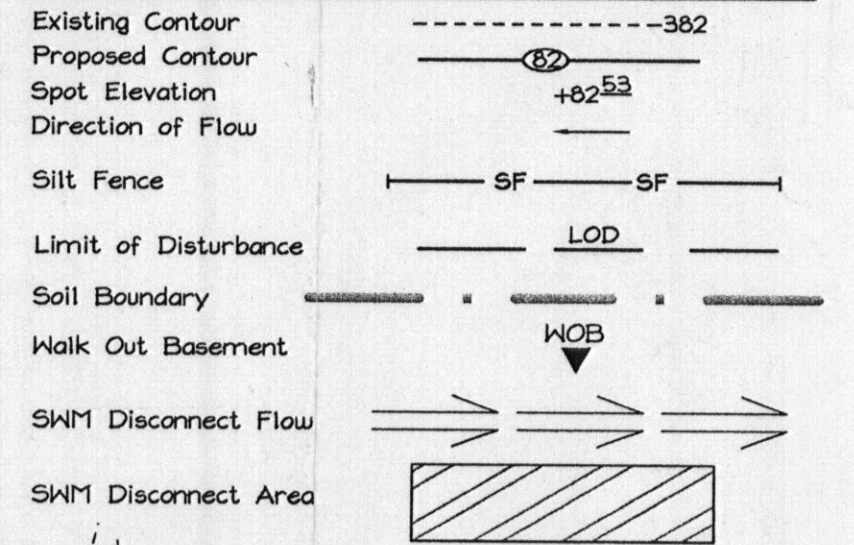 Existing Contour 382
Proposed Contour 82
Spot Elevation +82 53
Direction of Flow
Silt Fence SF SF
Limit of Disturbance LOD
Soil Boundary
Walk Out Basement WOB
SWM Disconnect Flow
SWM Disconnect Area